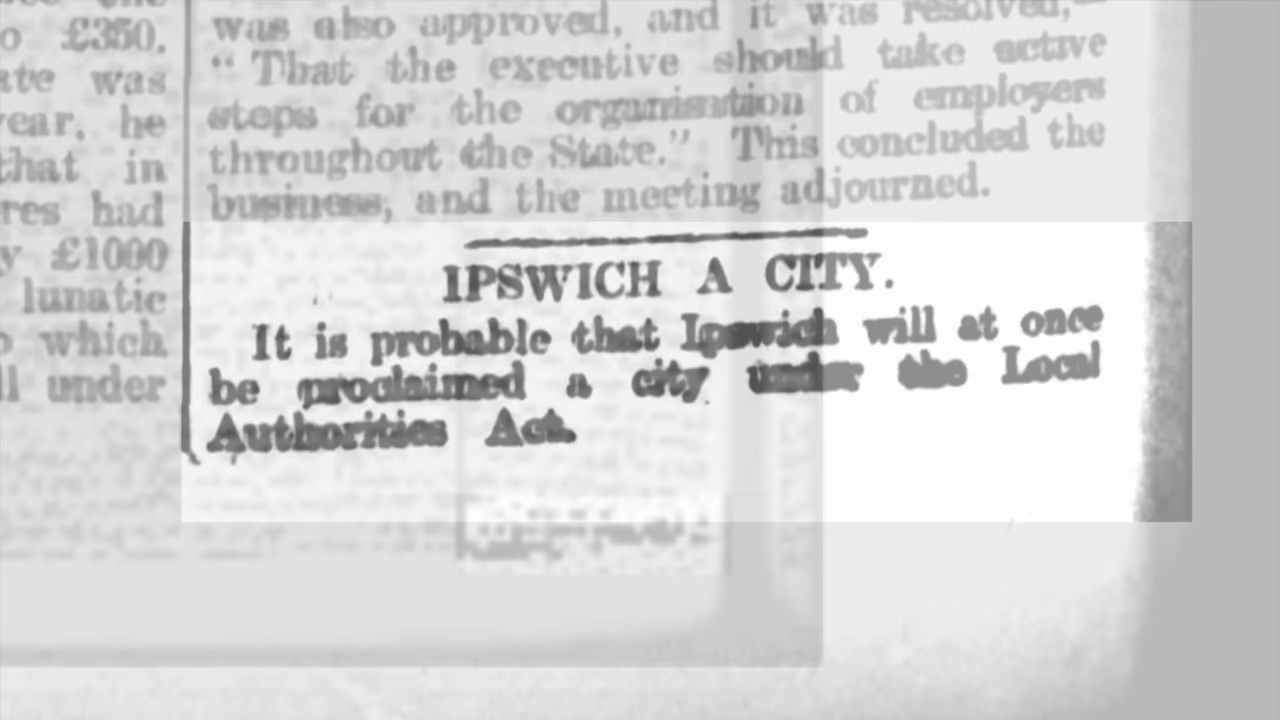 o £350.
was
year, he
that in
res had
y £1000
lunatic
which
under
was also approved, and it was resolved,—
“ That the executive should take active
steps for the organisation of employers
throughout the State.” This concluded the
business, and the meeting adjourned.
IPSWICH A CITY.
It is probable that Ipswich will at once
be proclaimed a city under the Local
Authorities Act.